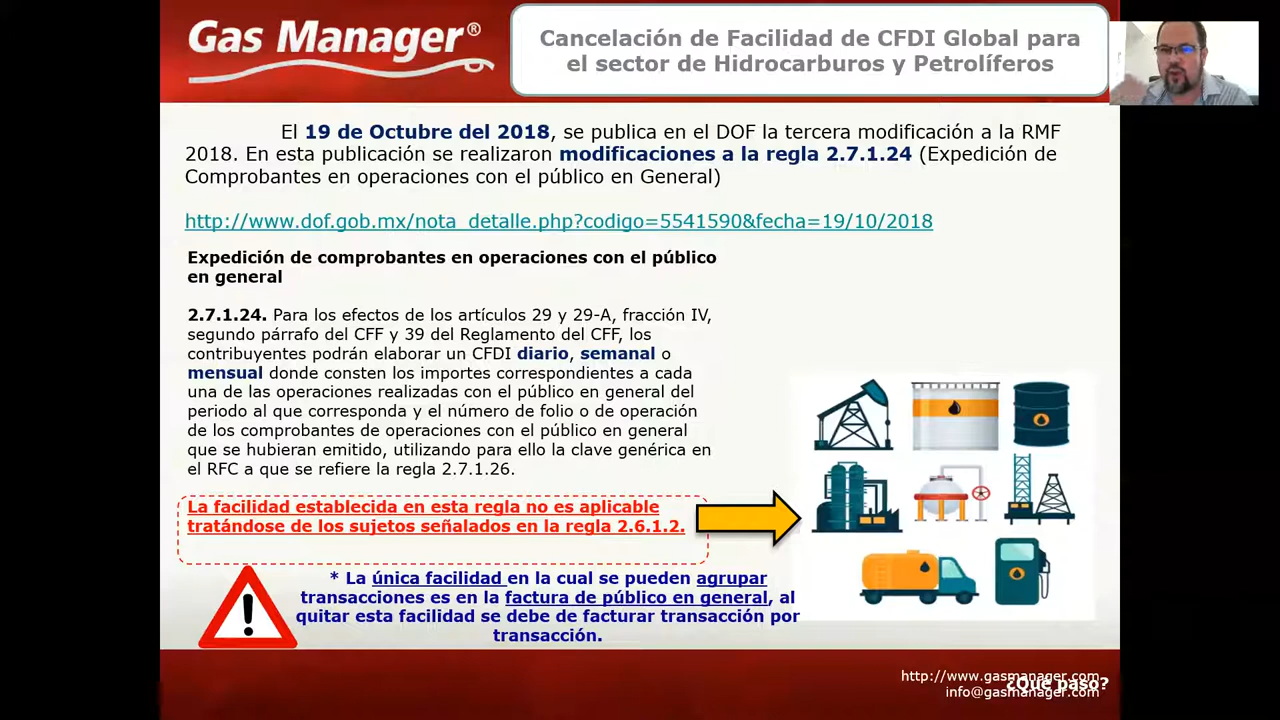 Gas Manager®
Cancelación de Facilidad de CFDI Global para
el sector de Hidrocarburos y Petrolíferos
El 19 de Octubre del 2018, se publica en el DOF la tercera modificación a la RMF
2018. En esta publicación se realizaron modificaciones a la regla 2.7.1.24 (Expedición de
Comprobantes en operaciones con el público en General)
http://www.dof.gob.mx/nota_detalle.php?codigo=5541590&fecha=19/10/2018
Expedición de comprobantes en operaciones con el público
en general
2.7.1.24. Para los efectos de los artículos 29 y 29-A, fracción IV,
segundo párrafo del CFF y 39 del Reglamento del CFF, los
contribuyentes podrán elaborar un CFDI diario, semanal o
mensual donde consten los importes correspondientes a cada
una de las operaciones realizadas con el público en general del
periodo al que corresponda y el número de folio o de operación
de los comprobantes de operaciones con el público en general
que se hubieran emitido, utilizando para ello la clave genérica en
el RFC a que se refiere la regla 2.7.1.26.
La facilidad establecida en esta regla no es aplicable
tratándose de los sujetos señalados en la regla 2.6.1.2.
* La única facilidad en la cual se pueden agrupar
transacciones es en la factura de público en general, al
quitar esta facilidad se debe de facturar transacción por
transacción.
http://www.gasmanager.com
¿Qué pasó?
info@gasmanager.com